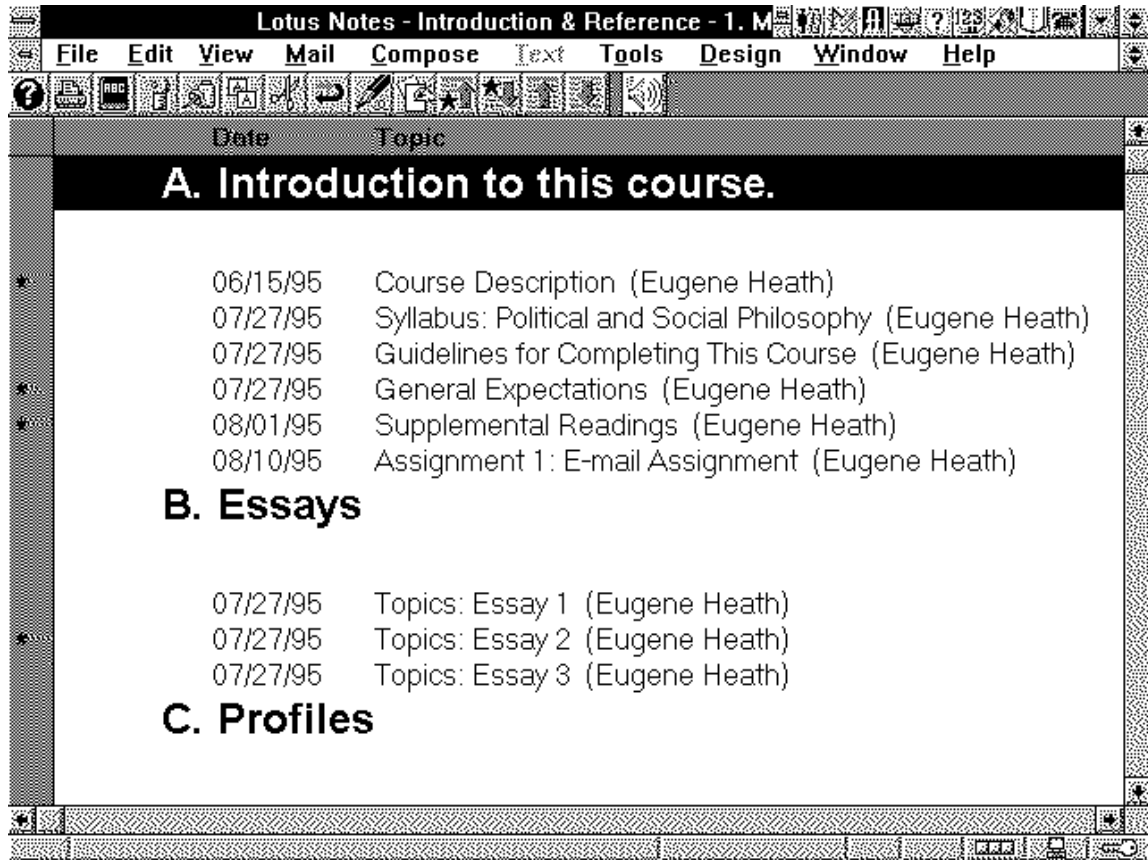 Lotus Notes - Introduction & Reference - 1. M
File Edit View Mail Compose Text Tools Design Window Help
Date Topic
A. Introduction to this course.
06/15/95 Course Description (Eugene Heath)
07/27/95 Syllabus: Political and Social Philosophy (Eugene Heath)
07/27/95 Guidelines for Completing This Course (Eugene Heath)
07/27/95 General Expectations (Eugene Heath)
08/01/95 Supplemental Readings (Eugene Heath)
08/10/95 Assignment 1: E-mail Assignment (Eugene Heath)
B. Essays
07/27/95 Topics: Essay 1 (Eugene Heath)
07/27/95 Topics: Essay 2 (Eugene Heath)
07/27/95 Topics: Essay 3 (Eugene Heath)
C. Profiles